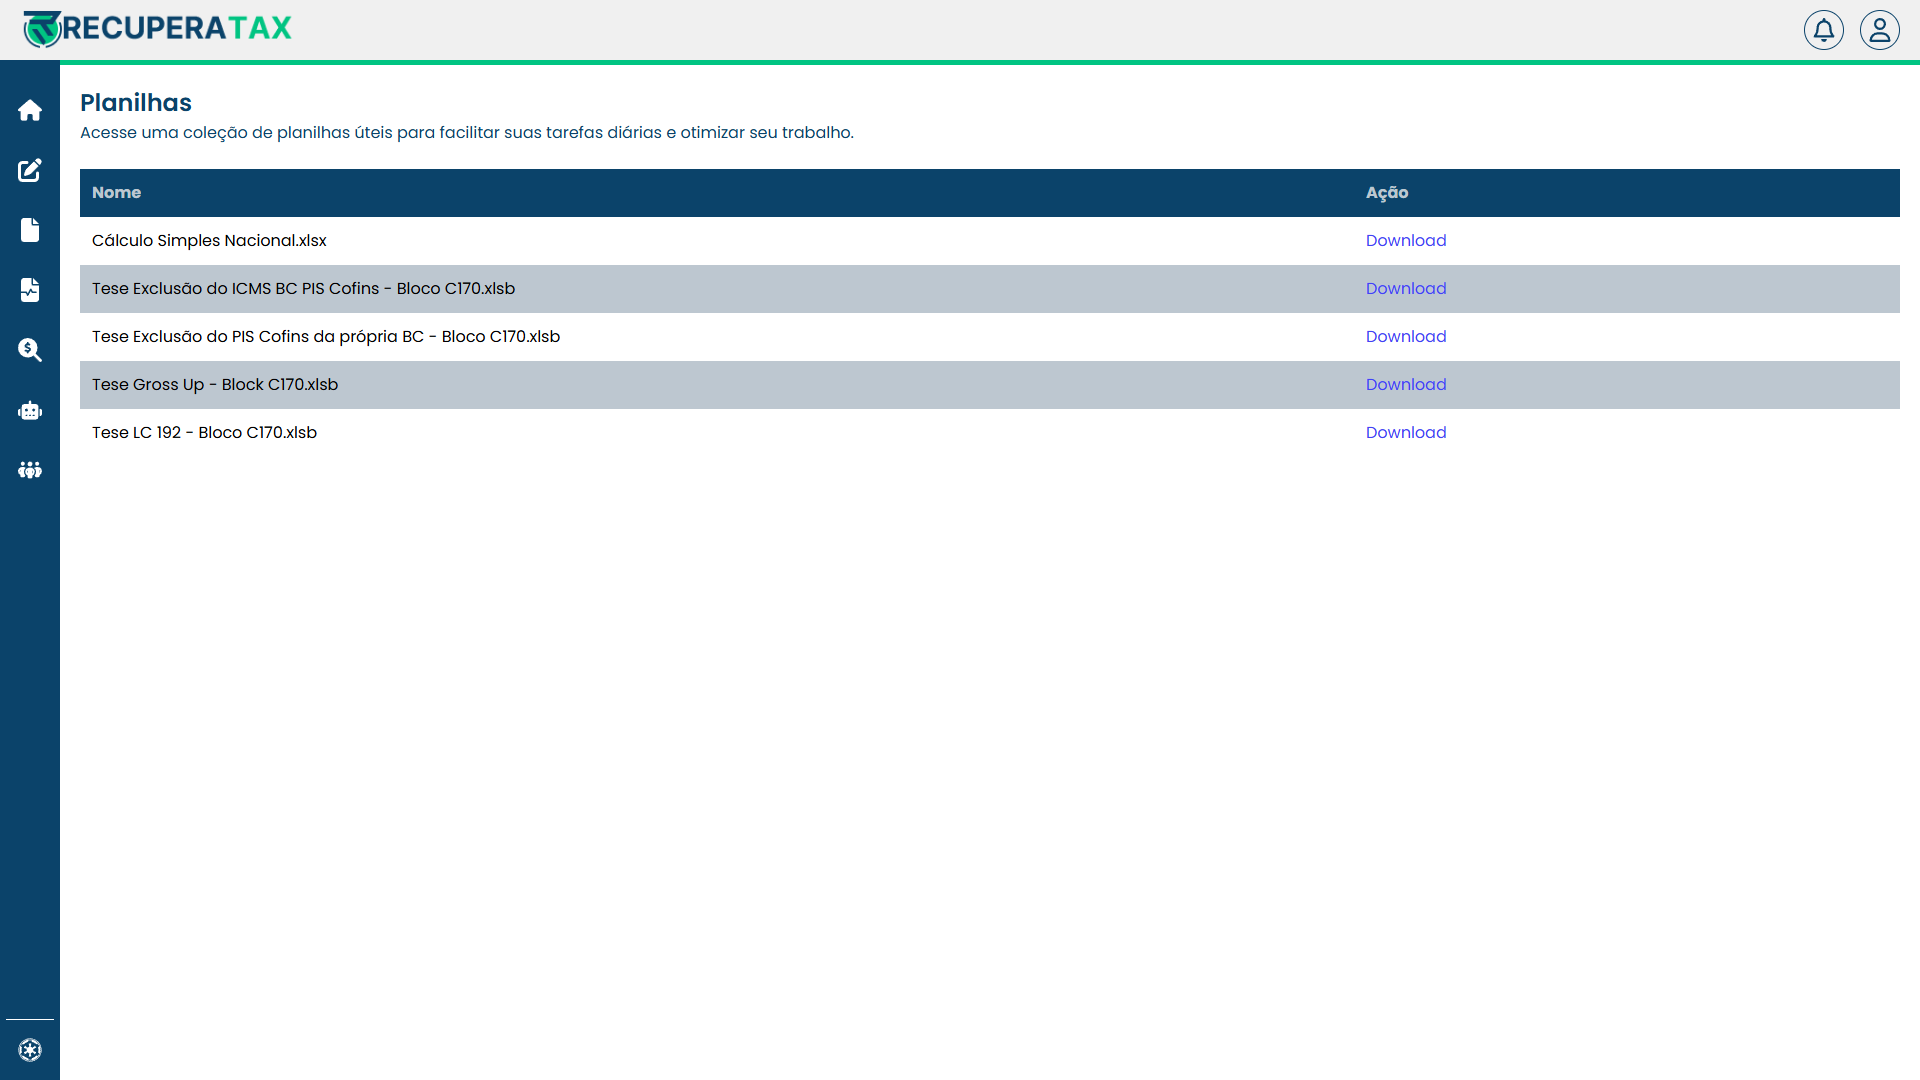 RECUPERATAX
Planilhas
Acesse uma coleção de planilhas úteis para facilitar suas tarefas diárias e otimizar seu trabalho.
Nome Ação
Cálculo Simples Nacional.xlsx Download
Tese Exclusão do ICMS BC PIS Cofins - Bloco C170.xlsb Download
Tese Exclusão do PIS Cofins da própria BC - Bloco C170.xlsb Download
Tese Gross Up - Block C170.xlsb Download
Tese LC 192 - Bloco C170.xlsb Download